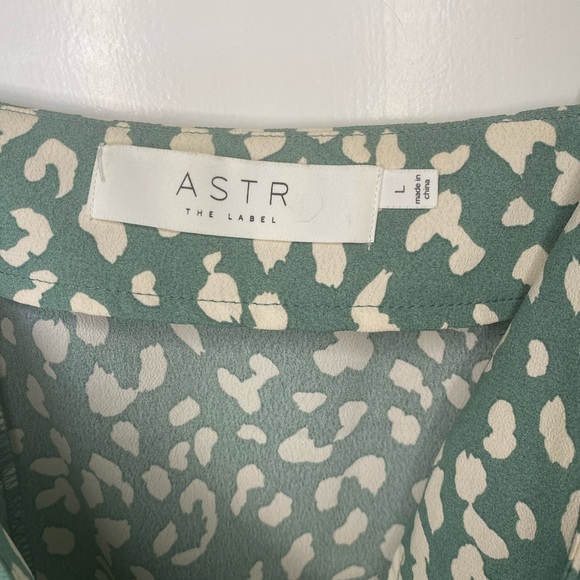 ASTR
THE LABEL
L
made in
china